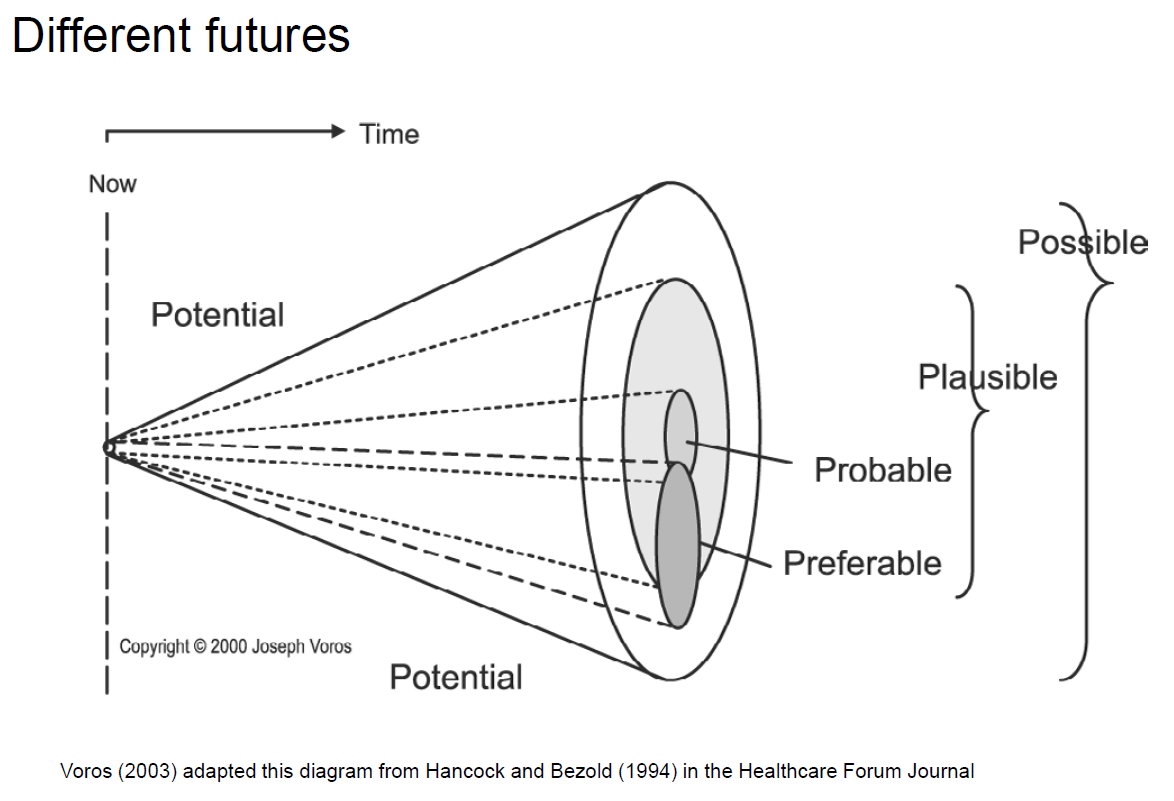 Different futures
Time
Now
Possible
Potential
Plausible
Probable
Preferable
Copyright © 2000 Joseph Voros
Potential
Voros (2003) adapted this diagram from Hancock and Bezold (1994) in the Healthcare Forum Journal